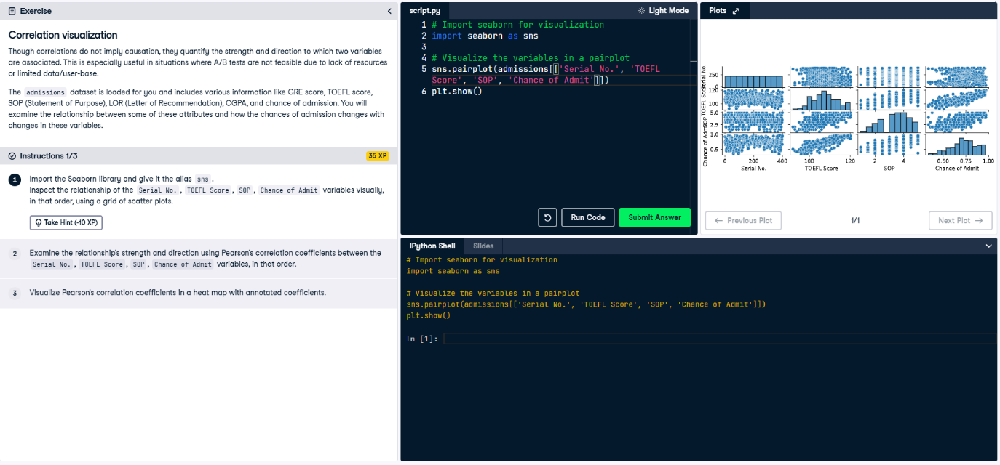 Exercise
Correlation visualization
Though correlations do not imply causation, they quantify the strength and direction to which two variables
are associated. This is especially useful in situations where A/B tests are not feasible due to lack of resources
or limited data/user-base.
The admissions dataset is loaded for you and includes various information like GRE score, TOEFL score,
SOP (Statement of Purpose), LOR (Letter of Recommendation), CGPA, and chance of admission. You will
examine the relationship between some of these attributes and how the chances of admission changes with
changes in these variables.
Instructions 1/3
35 XP
1
Import the Seaborn library and give it the alias sns .
Inspect the relationship of the Serial No. , TOEFL Score , SOP , Chance of Admit variables visually,
in that order, using a grid of scatter plots.
Take Hint (-10 XP)
2
Examine the relationship's strength and direction using Pearson's correlation coefficients between the
Serial No. , TOEFL Score , SOP , Chance of Admit variables, in that order.
3
Visualize Pearson's correlation coefficients in a heat map with annotated coefficients.
script.py
Light Mode
1 # Import seaborn for visualization
2 import seaborn as sns
3
4 # Visualize the variables in a pairplot
5 sns.pairplot(admissions[['Serial No.', 'TOEFL
Score', 'SOP', 'Chance of Admit']])
6 plt.show()
Run Code
Submit Answer
Plots
Serial No.
250
0
TOEFL Score
120
100
SOP
5.0
2.5
Chance of Admit
1.0
0.5
0 200 400
100 120
2 4
0.50 0.75 1.00
Serial No.
TOEFL Score
SOP
Chance of Admit
← Previous Plot
1/1
Next Plot →
IPython Shell
Slides
# Import seaborn for visualization
import seaborn as sns
# Visualize the variables in a pairplot
sns.pairplot(admissions[['Serial No.', 'TOEFL Score', 'SOP', 'Chance of Admit']])
plt.show()
In [1]: